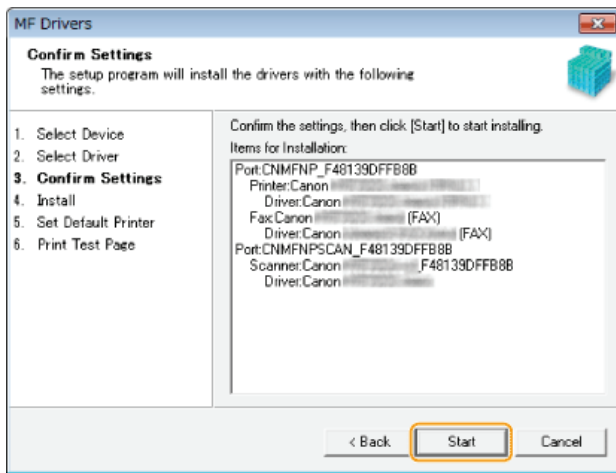 MF Drivers
Confirm Settings
The setup program will install the drivers with the following
settings.
1. Select Device
2. Select Driver
3. Confirm Settings
4. Install
5. Set Default Printer
6. Print Test Page
Confirm the settings, then click [Start] to start installing.
Items for Installation:
Port:CNMFNP_F48139DFFB8B
Printer:Canon
Driver:Canon
Fax:Canon (FAX)
Driver:Canon (FAX)
Port:CNMFNPSCAN_F48139DFFB8B
Scanner:Canon _F48139DFFB8B
Driver:Canon
< Back
Start
Cancel